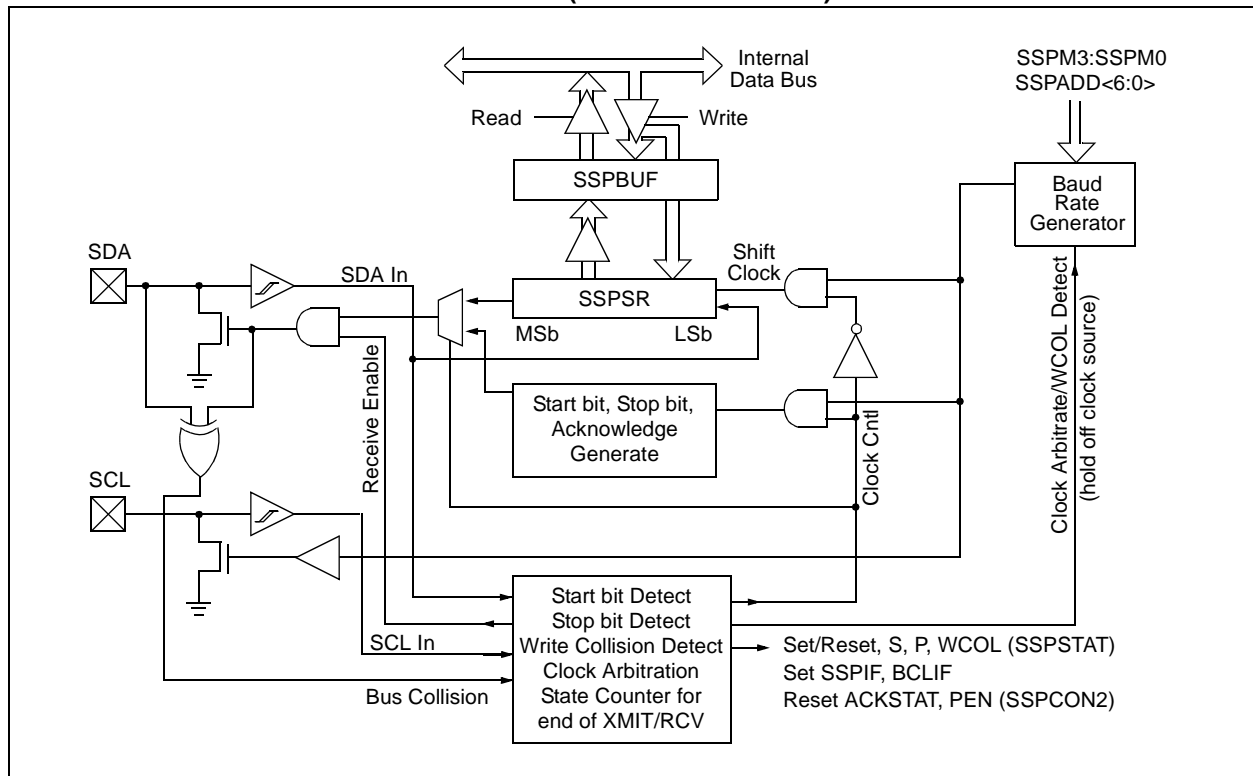 Internal
Data Bus
SSPM3:SSPM0
SSPADD<6:0>
Read
Write
SSPBUF
Baud
Rate
Generator
SDA
SDA In
Shift
Clock
SSPSR
MSb
LSb
Start bit, Stop bit,
Acknowledge
Generate
Receive Enable
Clock Cntl
Clock Arbitrate/WCOL Detect
(hold off clock source)
SCL
SCL In
Bus Collision
Start bit Detect
Stop bit Detect
Write Collision Detect
Clock Arbitration
State Counter for
end of XMIT/RCV
Set/Reset, S, P, WCOL (SSPSTAT)
Set SSPIF, BCLIF
Reset ACKSTAT, PEN (SSPCON2)